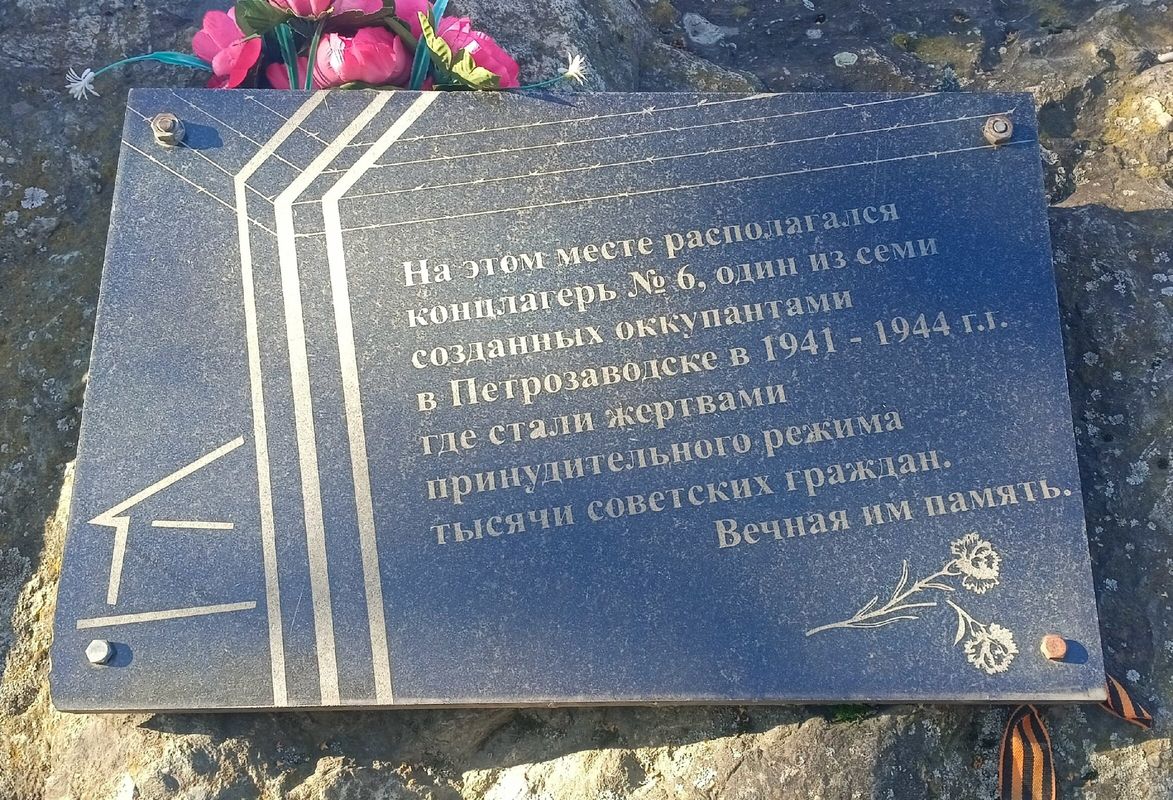 На этом месте располагался
концлагерь № 6, один из семи
созданных оккупантами
в Петрозаводске в 1941 - 1944 г.г.
где стали жертвами
принудительного режима
тысячи советских граждан.
Вечная им память.